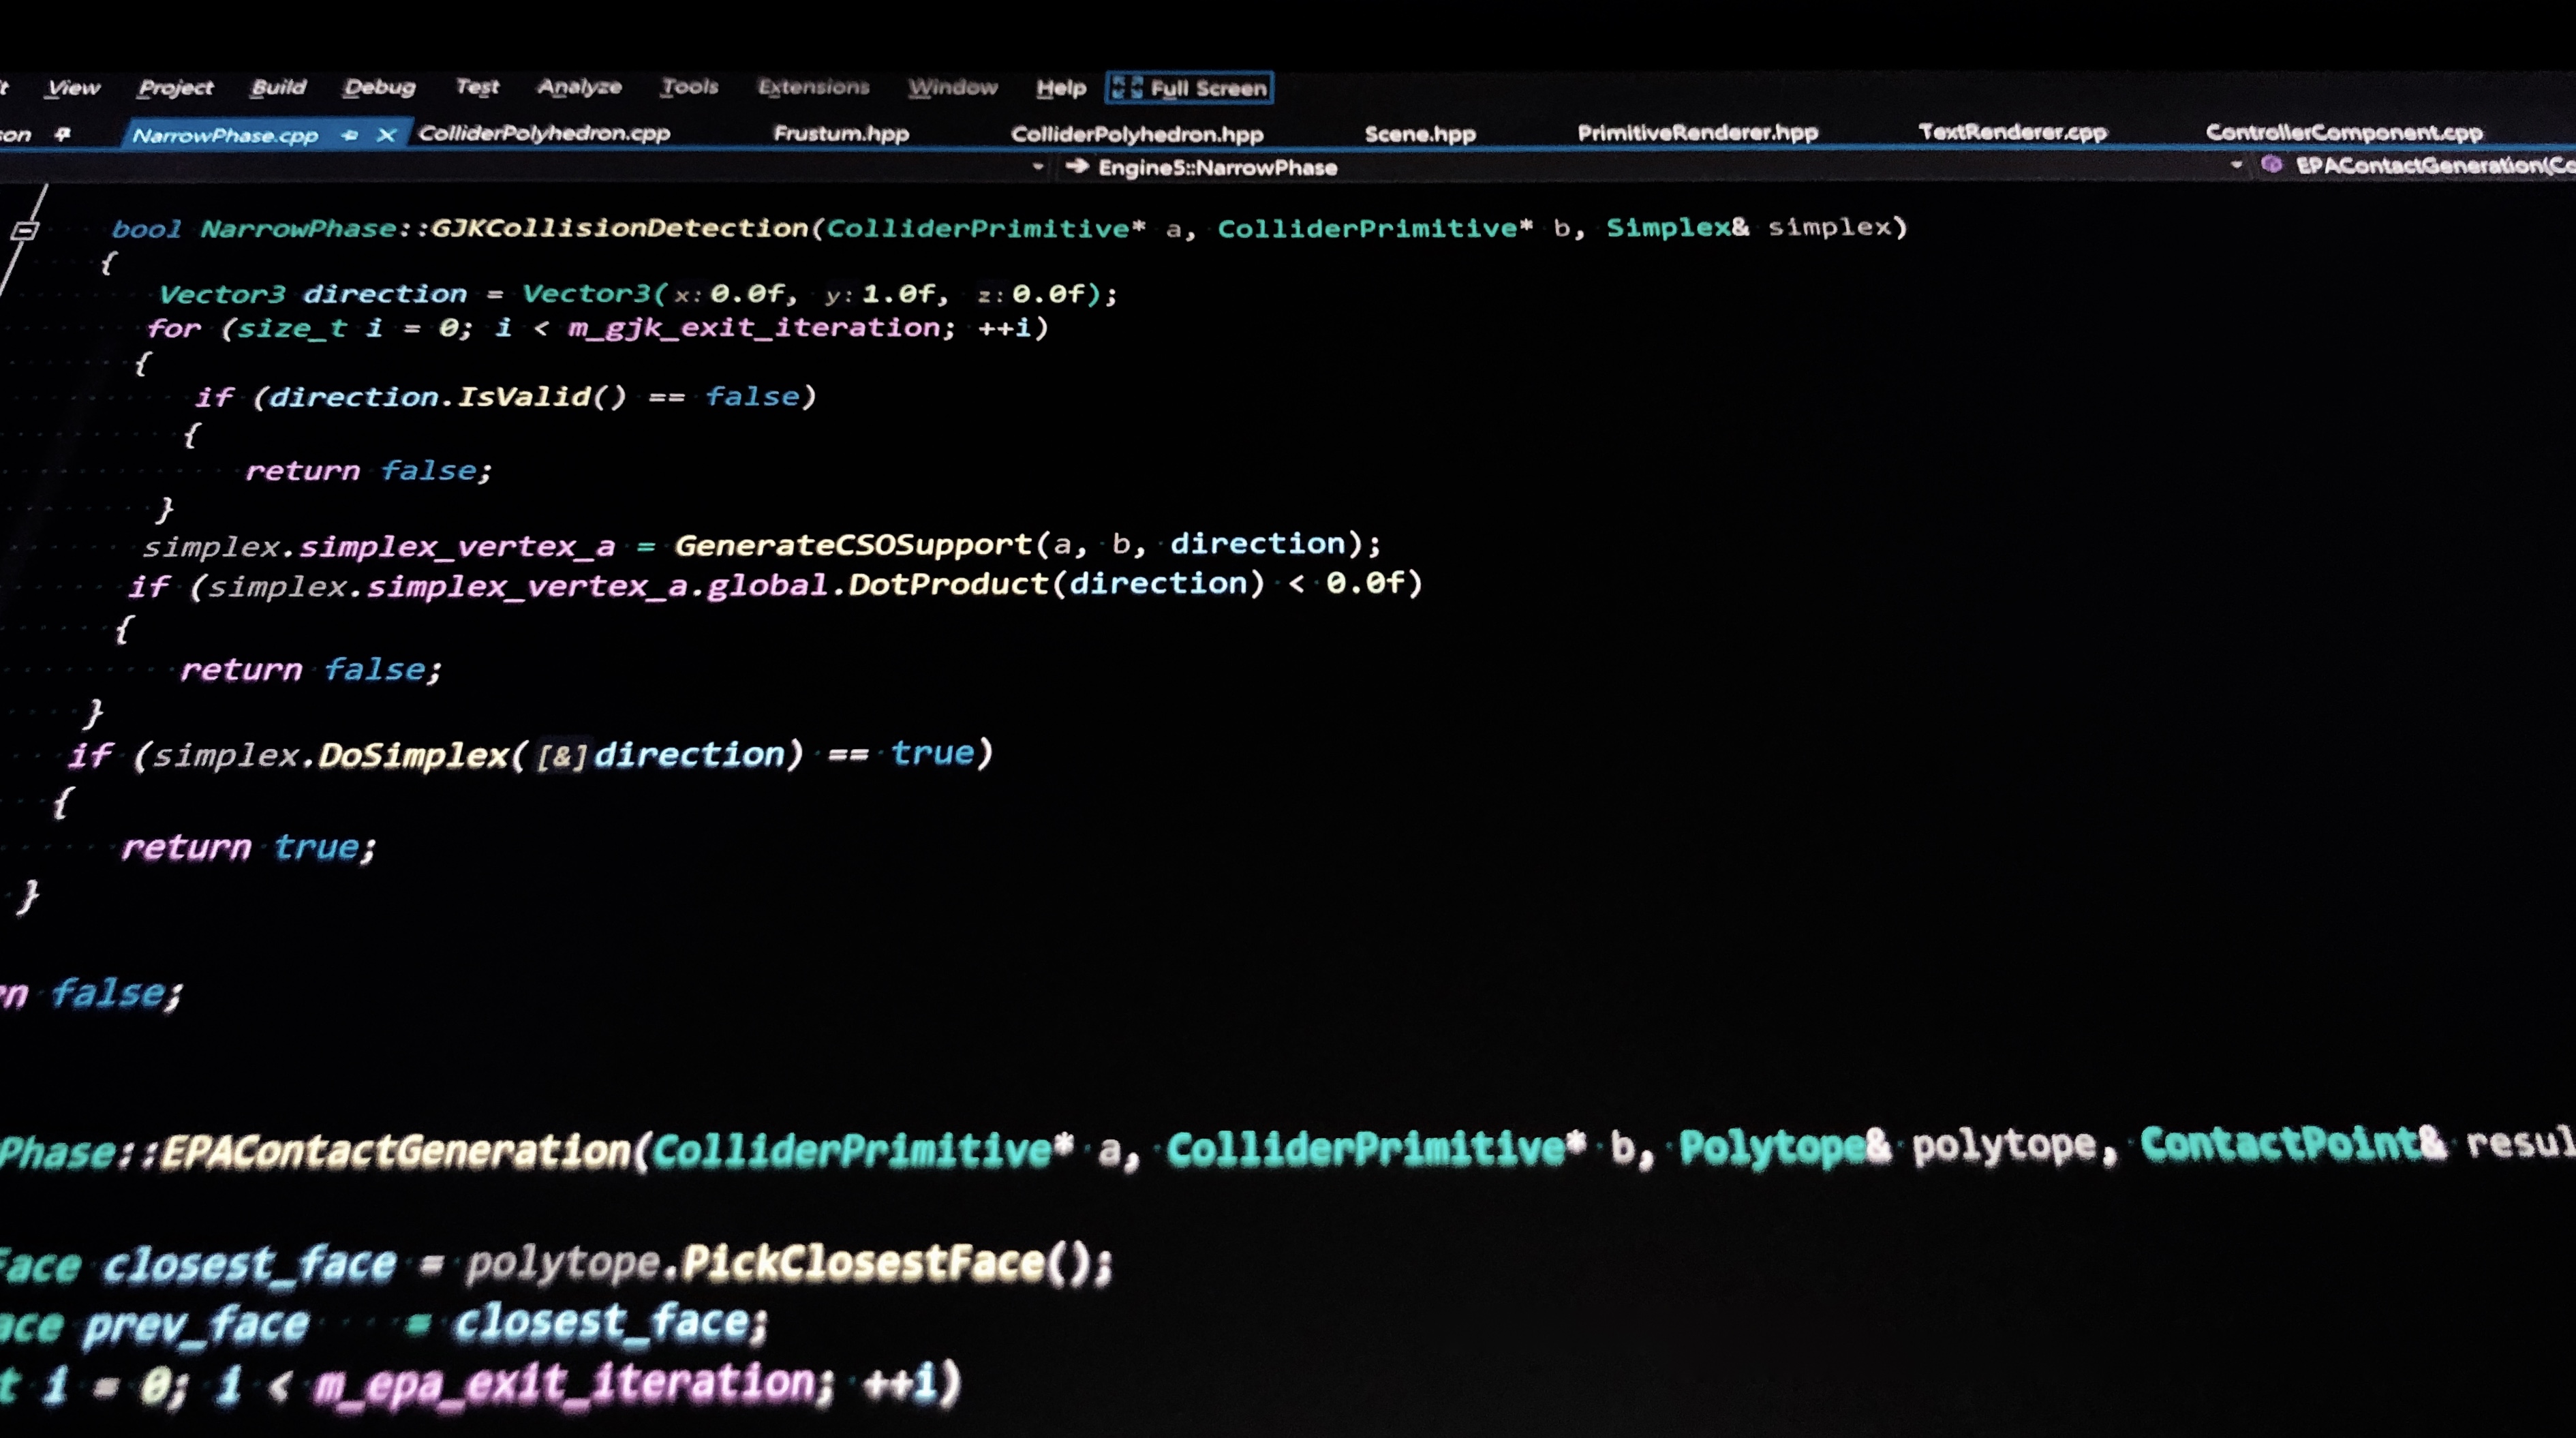 View Project Build Debug Test Analyze Tools Extensions Window Help Full Screen
NarrowPhase.cpp ColliderPolyhedron.cpp Frustum.hpp ColliderPolyhedron.hpp Scene.hpp PrimitiveRenderer.hpp TextRenderer.cpp ControllerComponent.cpp
Engine5::NarrowPhase EPAContactGeneration(Co
bool NarrowPhase::GJKCollisionDetection(ColliderPrimitive* a, ColliderPrimitive* b, Simplex& simplex)
{
Vector3 direction = Vector3(x:0.0f, y:1.0f, z:0.0f);
for (size_t i = 0; i < m_gjk_exit_iteration; ++i)
{
if (direction.IsValid() == false)
{
return false;
}
simplex.simplex_vertex_a = GenerateCSOSupport(a, b, direction);
if (simplex.simplex_vertex_a.global.DotProduct(direction) < 0.0f)
{
return false;
}
if (simplex.DoSimplex([&]direction) == true)
{
return true;
}
n false;
Phase::EPAContactGeneration(ColliderPrimitive* a, ColliderPrimitive* b, Polytope& polytope, ContactPoint& resul
Face closest_face = polytope.PickClosestFace();
ace prev_face = closest_face;
t i = 0; i < m_epa_exit_iteration; ++i)